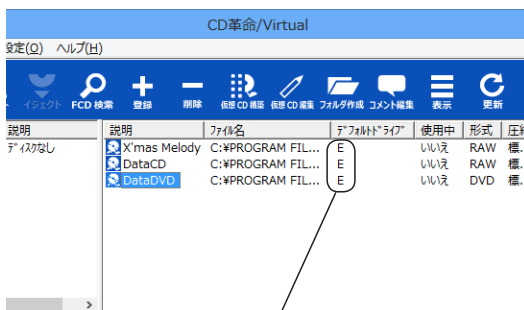 CD革命/Virtual
設定(O) ヘルプ(H)
イジェクト FCD 検索 登録 削除 仮想 CD 構築 仮想 CD 編集 フォルダ作成 コメント編集 表示 更新
説明 説明 ファイル名 デフォルトドライブ 使用中 形式 圧縮
ディスクなし X'mas Melody C:¥PROGRAM FIL... E いいえ RAW 標...
DataCD C:¥PROGRAM FIL... E いいえ RAW 標...
DataDVD C:¥PROGRAM FIL... E いいえ DVD 標...